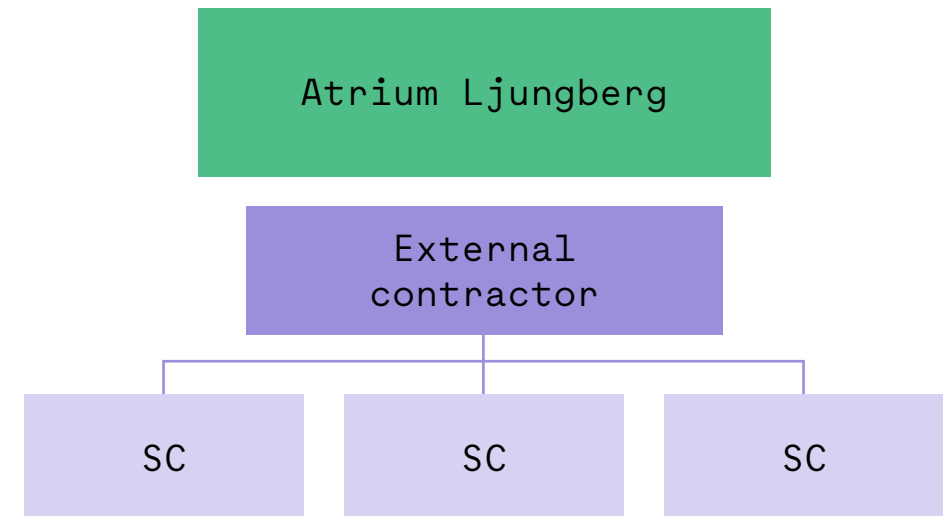 Atrium Ljungberg
External
contractor
SC
SC
SC